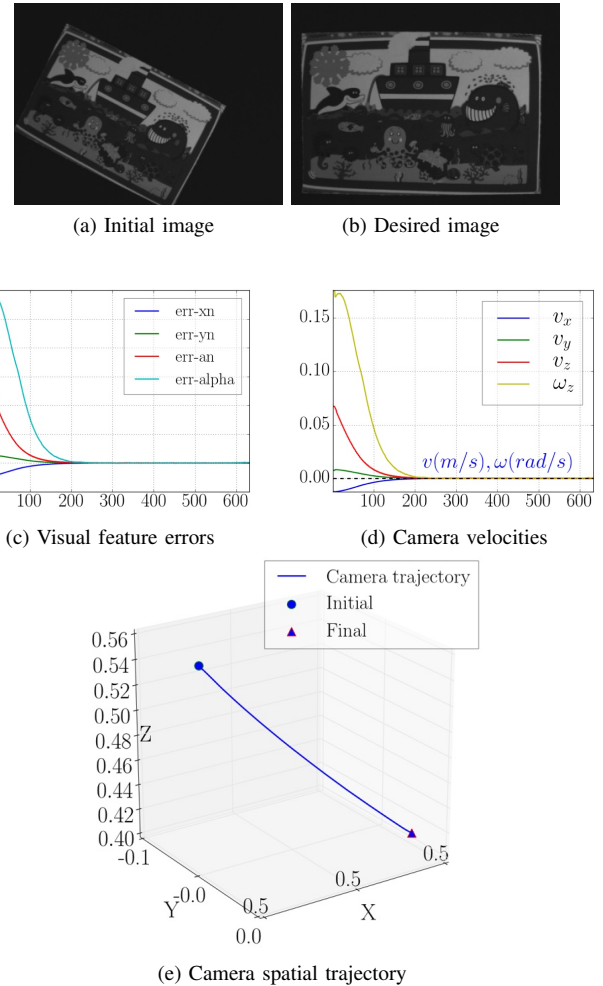 (a) Initial image
(b) Desired image
err-xn
err-yn
err-an
err-alpha
100 200 300 400 500 600
(c) Visual feature errors
0.15
0.10
0.05
0.00
v_x
v_y
v_z
ω_z
v(m/s), ω(rad/s)
100 200 300 400 500 600
(d) Camera velocities
Camera trajectory
Initial
Final
0.56
0.54
0.52
0.50
0.48
Z
0.46
0.44
0.42
0.40
-0.1
-0.0
Y
0.0
0.5
0.5
X
0.5
(e) Camera spatial trajectory